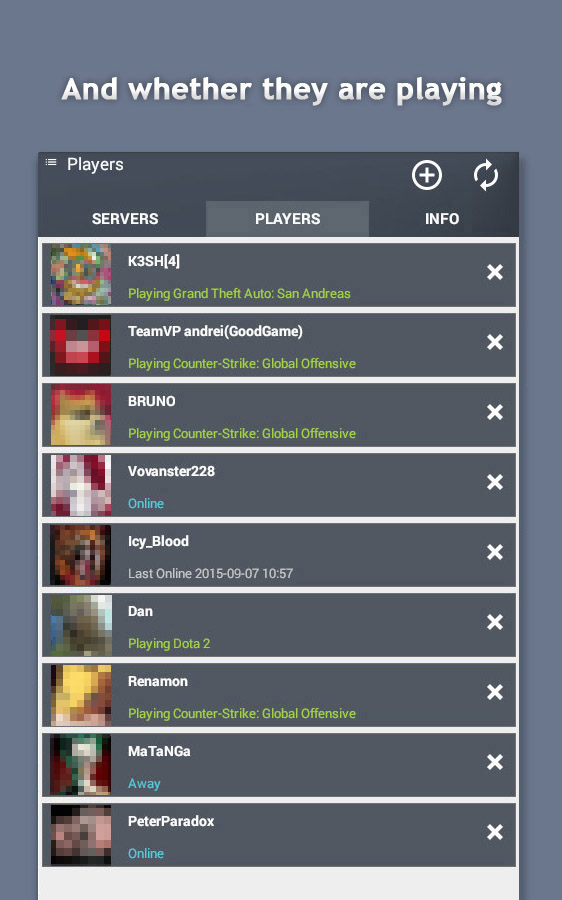 And whether they are playing
Players
SERVERS PLAYERS INFO
K3SH[4]
Playing Grand Theft Auto: San Andreas
TeamVP andrei(GoodGame)
Playing Counter-Strike: Global Offensive
BRUNO
Playing Counter-Strike: Global Offensive
Vovanster228
Online
Icy_Blood
Last Online 2015-09-07 10:57
Dan
Playing Dota 2
Renamon
Playing Counter-Strike: Global Offensive
MaTaNGa
Away
PeterParadox
Online